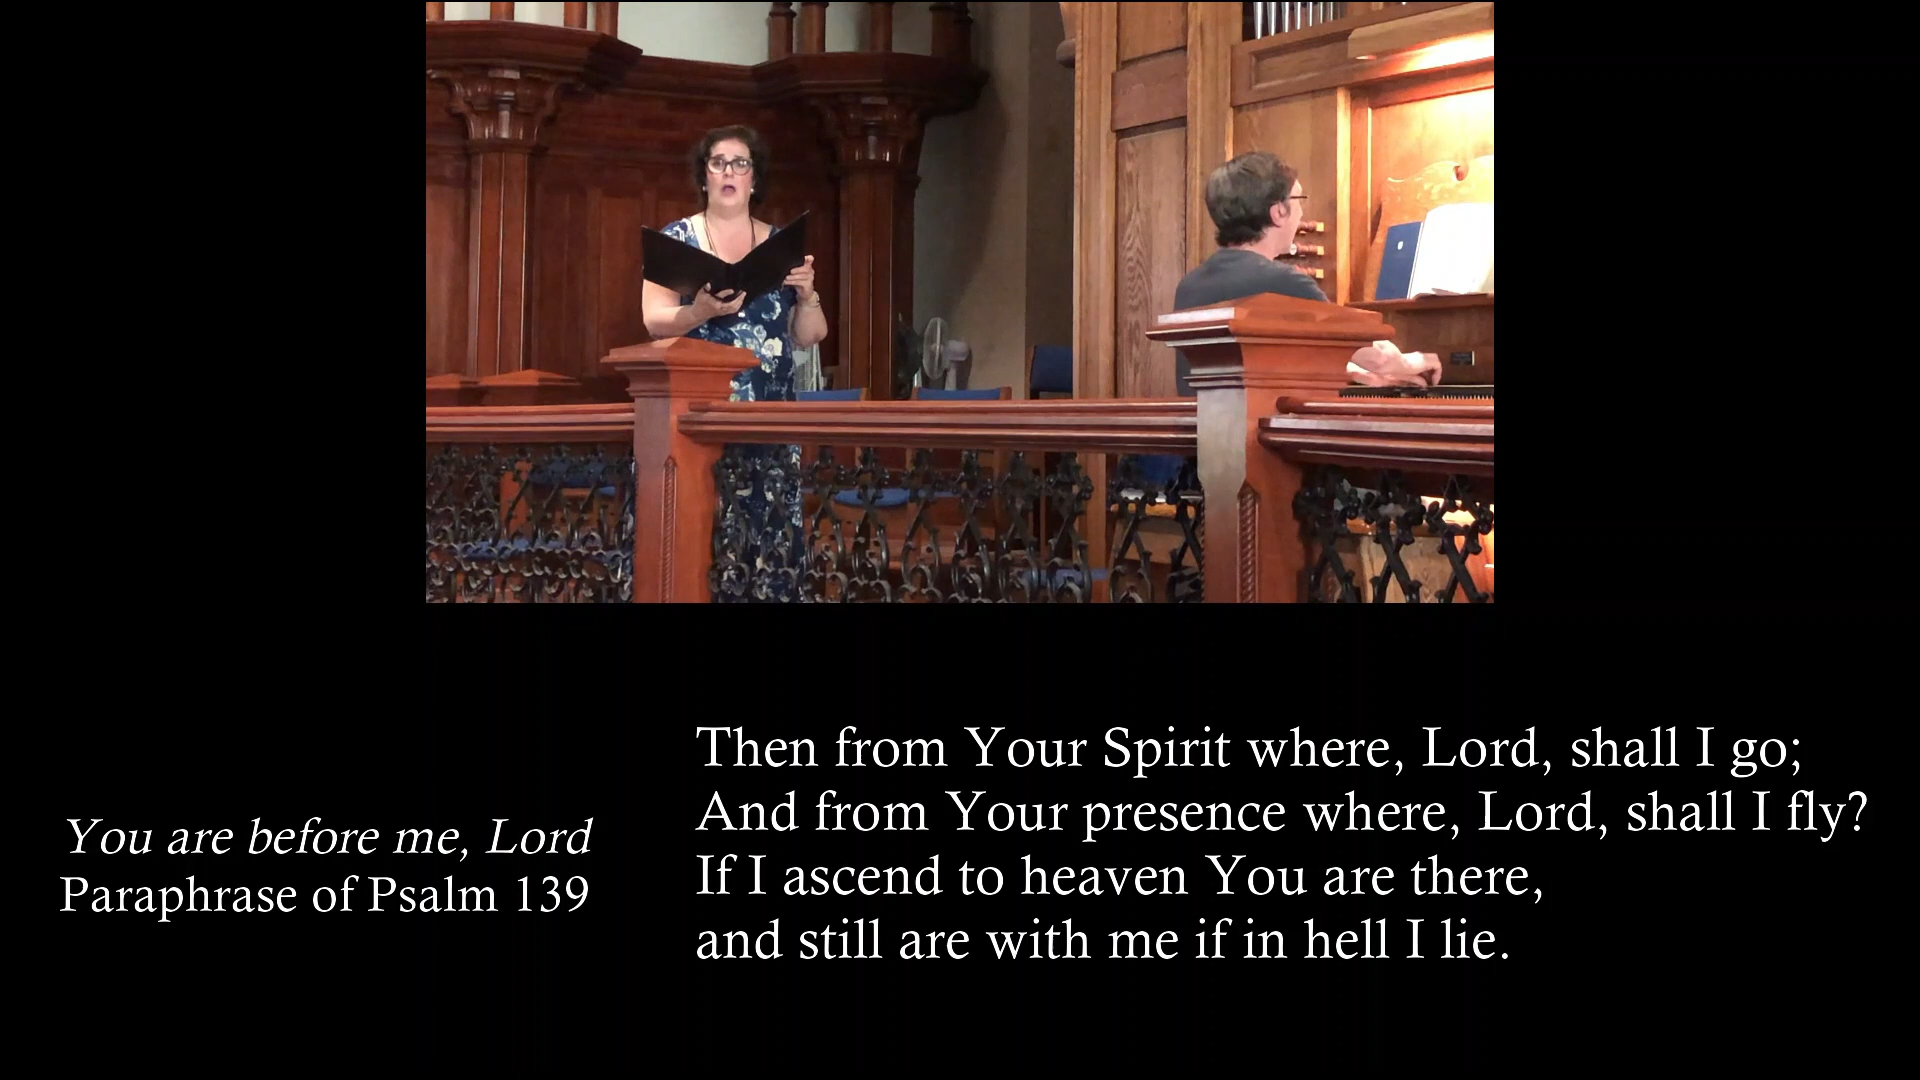 You are before me, Lord
Paraphrase of Psalm 139
Then from Your Spirit where, Lord, shall I go;
And from Your presence where, Lord, shall I fly?
If I ascend to heaven You are there,
and still are with me if in hell I lie.